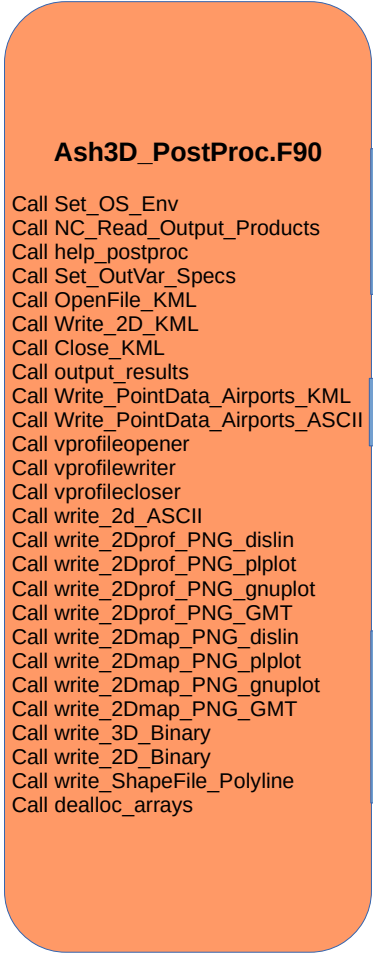 Ash3D_PostProc.F90
Call Set_OS_Env
Call NC_Read_Output_Products
Call help_postproc
Call Set_OutVar_Specs
Call OpenFile_KML
Call Write_2D_KML
Call Close_KML
Call output_results
Call Write_PointData_Airports_KML
Call Write_PointData_Airports_ASCII
Call vprofileopener
Call vprofilewriter
Call vprofilecloser
Call write_2d_ASCII
Call write_2Dprof_PNG_dislin
Call write_2Dprof_PNG_plplot
Call write_2Dprof_PNG_gnuplot
Call write_2Dprof_PNG_GMT
Call write_2Dmap_PNG_dislin
Call write_2Dmap_PNG_plplot
Call write_2Dmap_PNG_gnuplot
Call write_2Dmap_PNG_GMT
Call write_3D_Binary
Call write_2D_Binary
Call write_ShapeFile_Polyline
Call dealloc_arrays